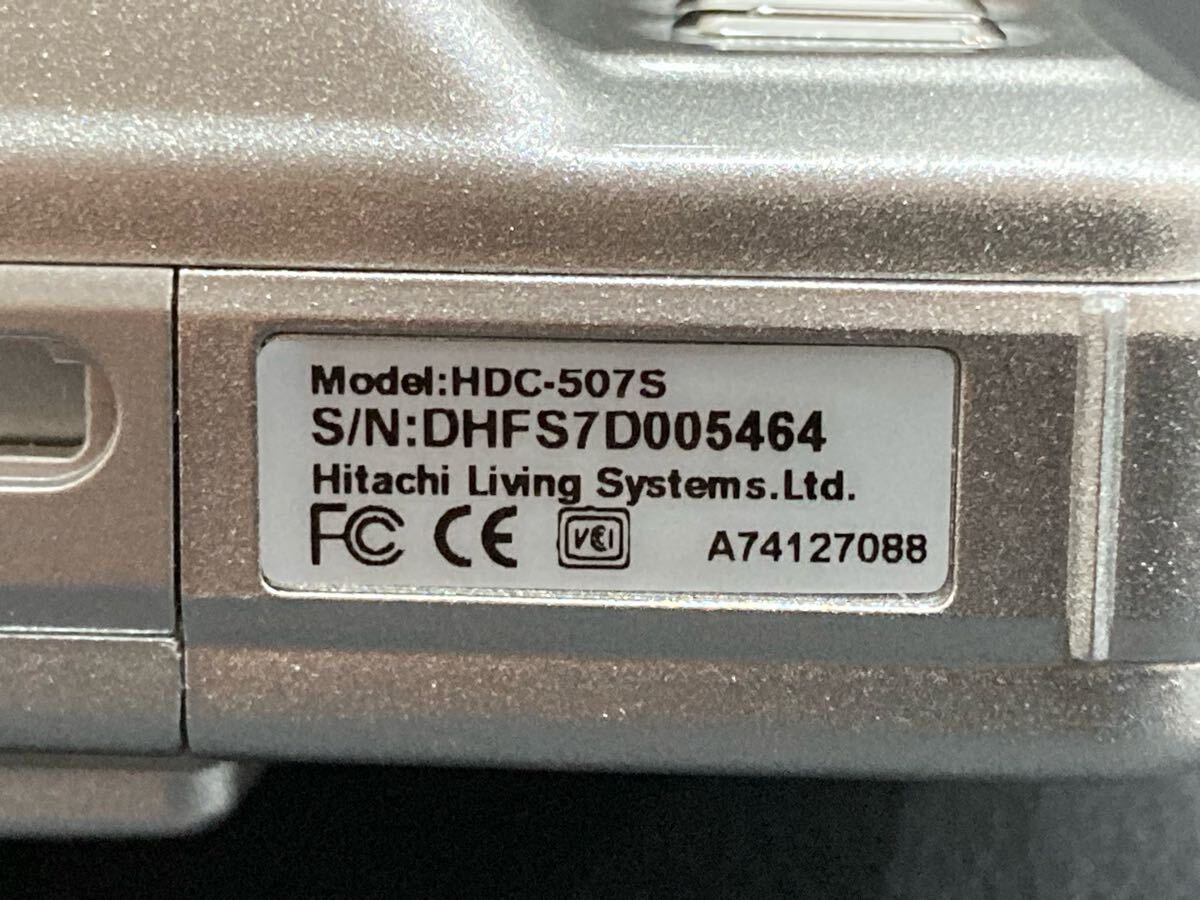 Model:HDC-507S
S/N:DHFS7D005464
Hitachi Living Systems.Ltd.
FC CE VCI A74127088